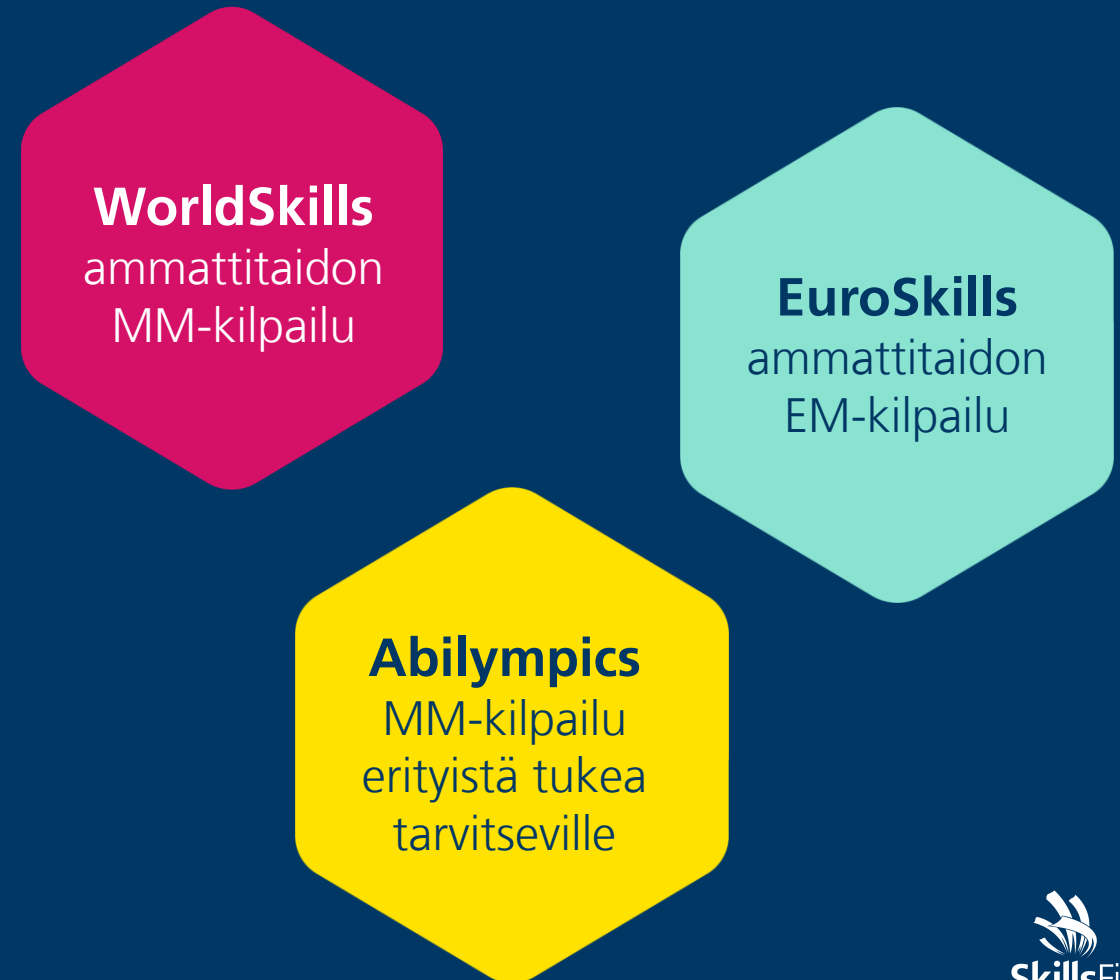 WorldSkills
ammattitaidon
MM-kilpailu
EuroSkills
ammattitaidon
EM-kilpailu
Abilympics
MM-kilpailu
erityistä tukea
tarvitseville